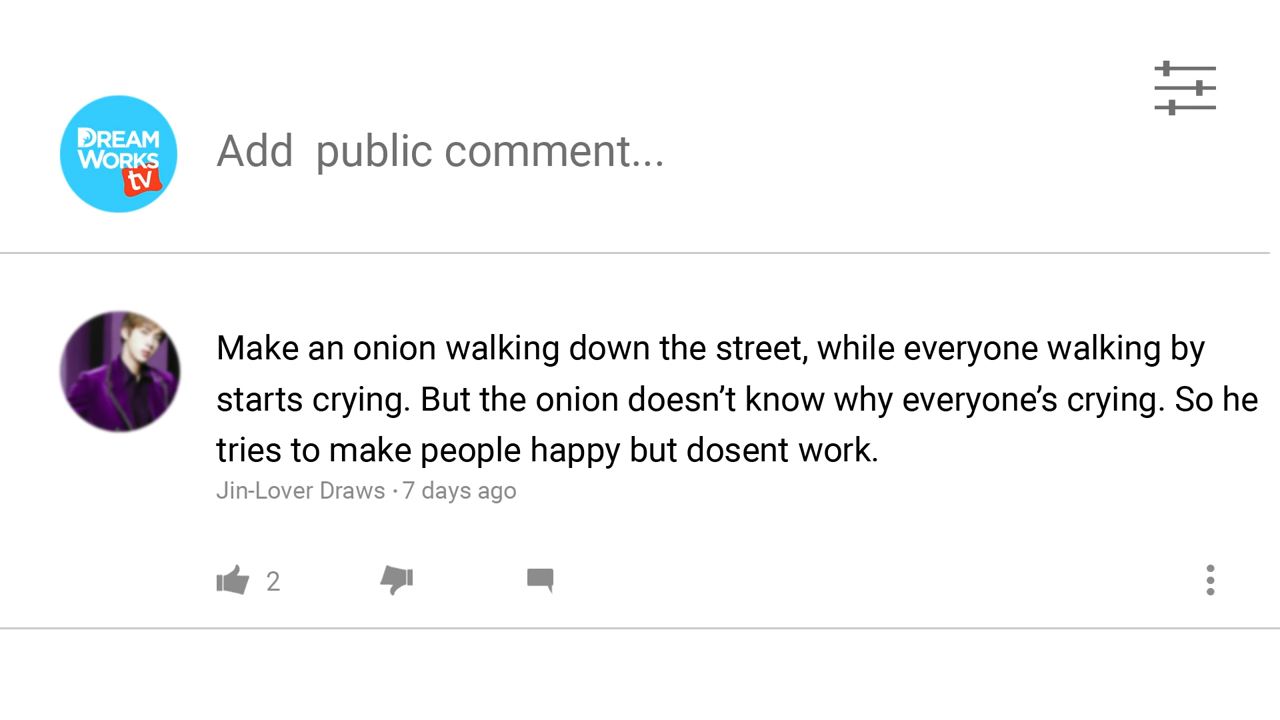 DREAM
WORKS
tv
Add public comment...
Make an onion walking down the street, while everyone walking by
starts crying. But the onion doesn’t know why everyone’s crying. So he
tries to make people happy but dosent work.
Jin-Lover Draws · 7 days ago
2